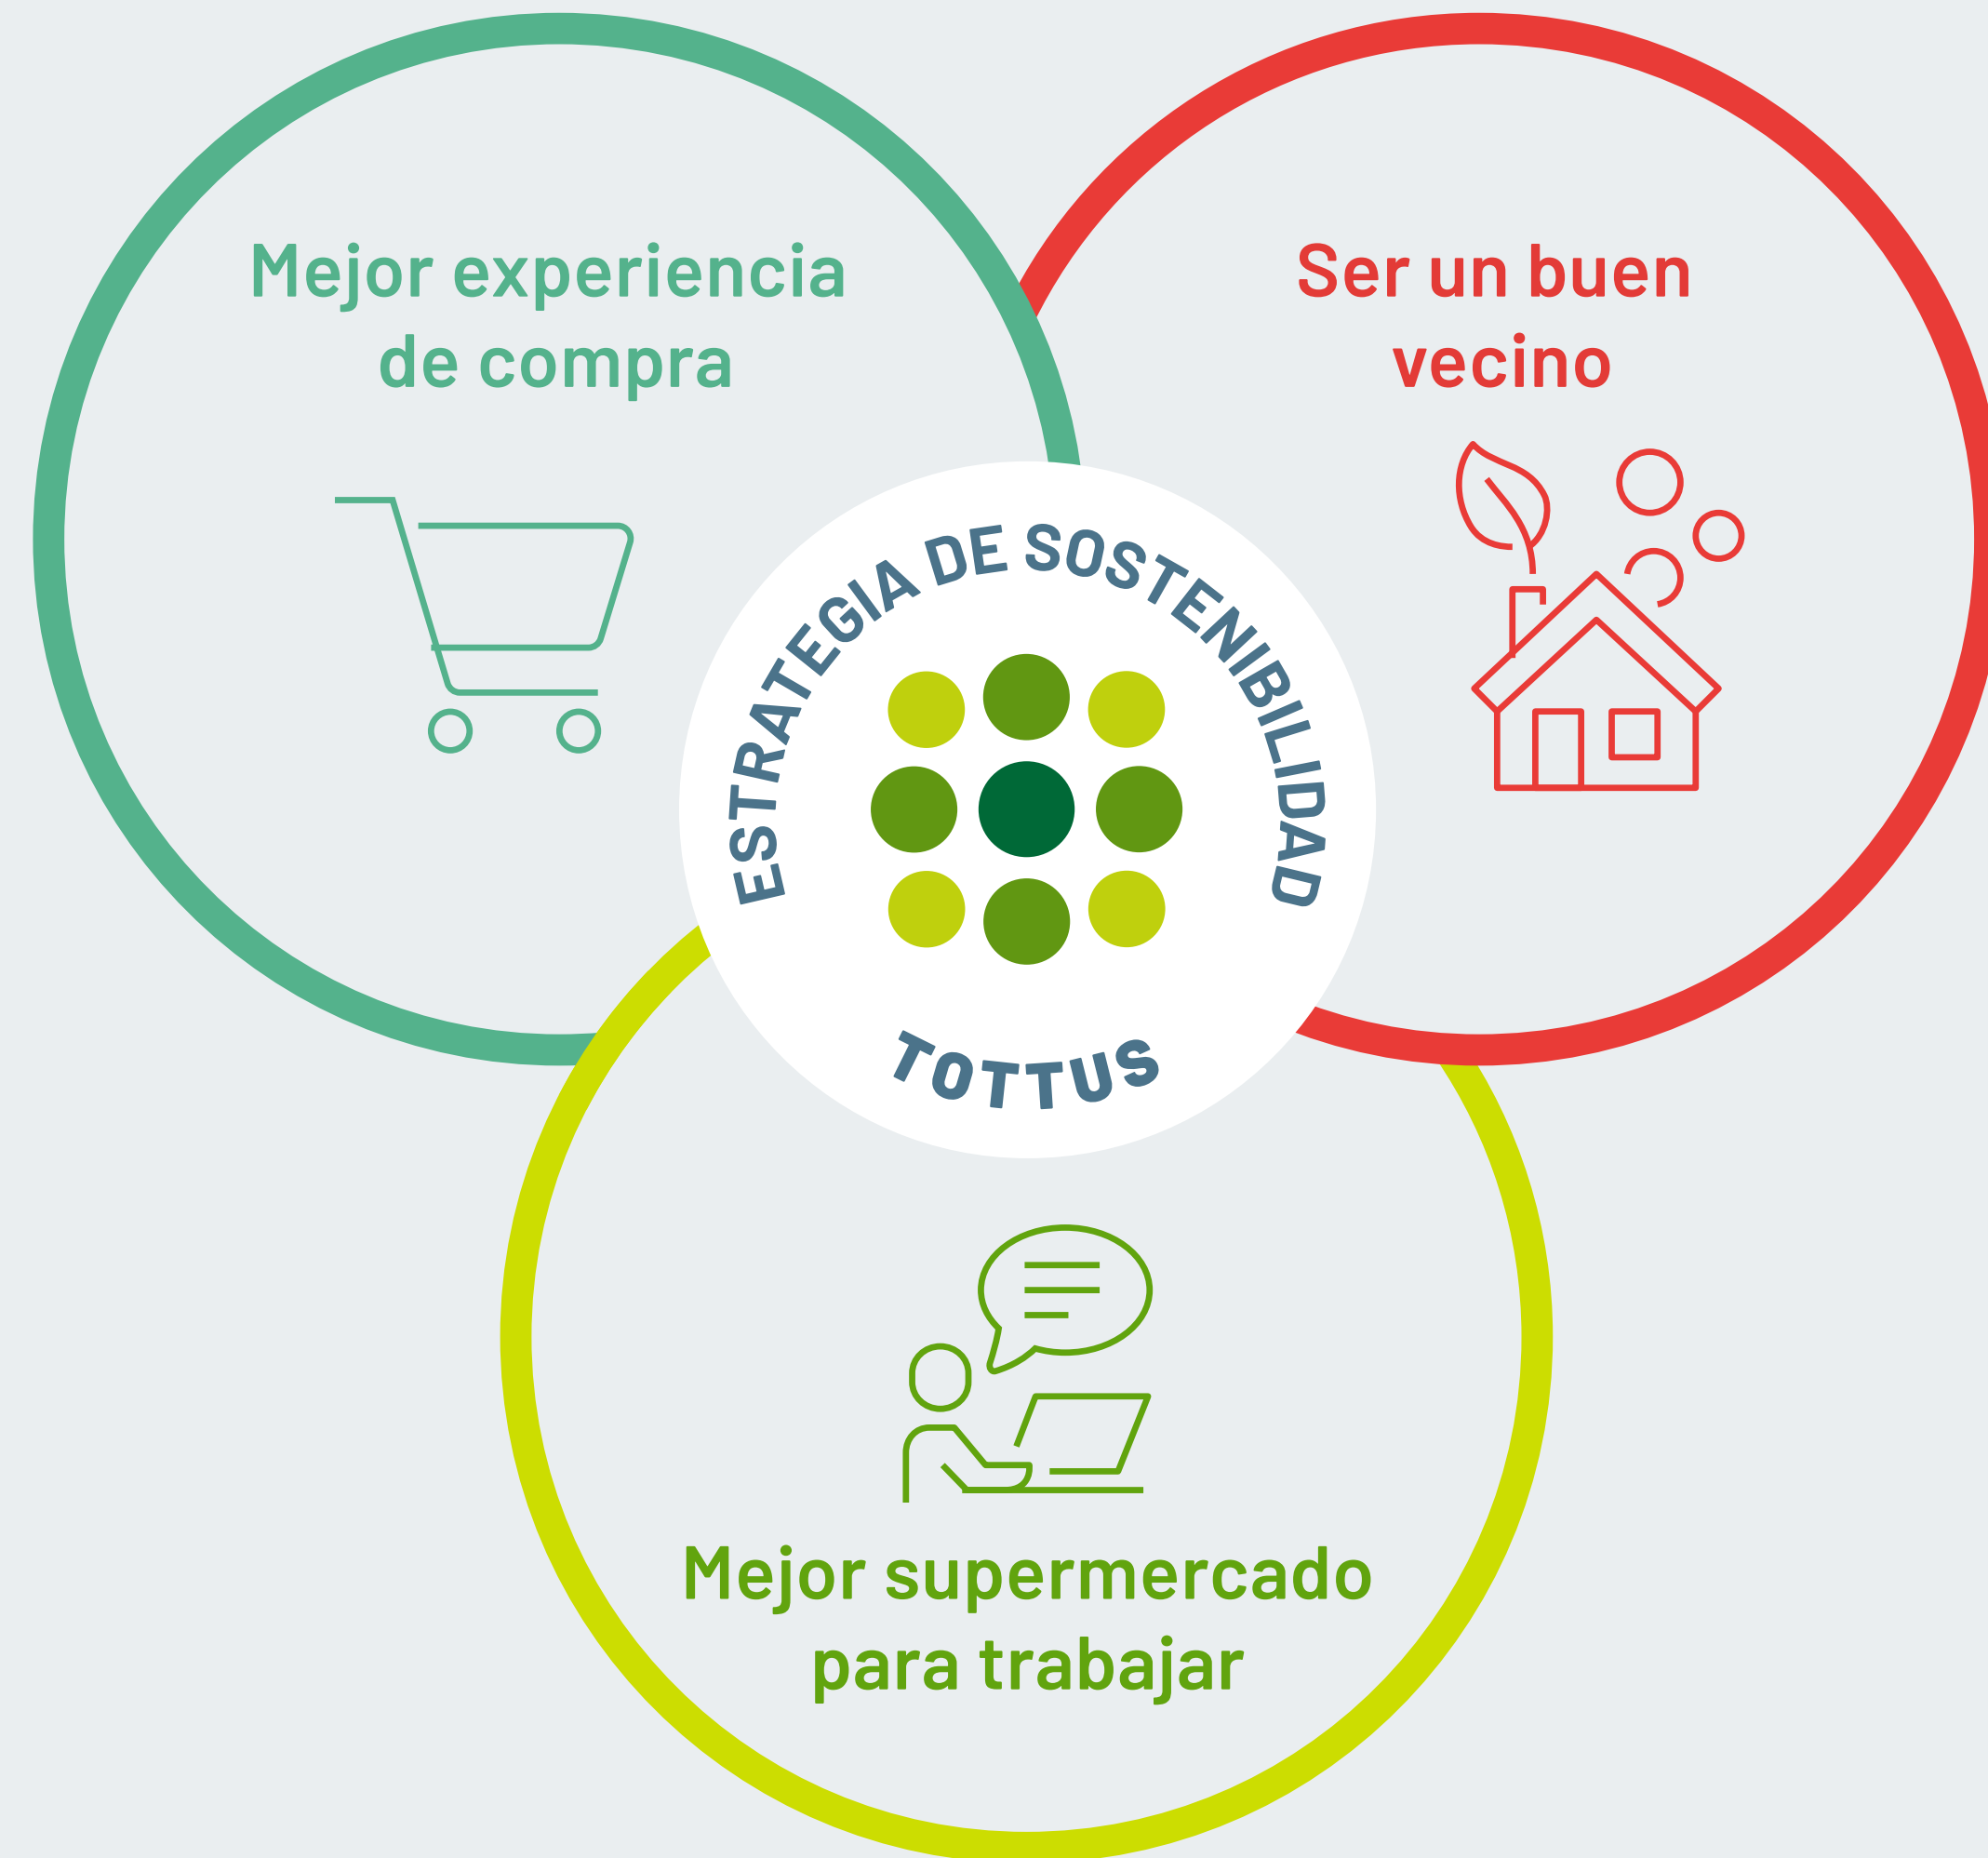 Mejor experiencia
de compra
Ser un buen
vecino
ESTRATEGIA DE SOSTENIBILIDAD
TOTTUS
Mejor supermercado
para trabajar